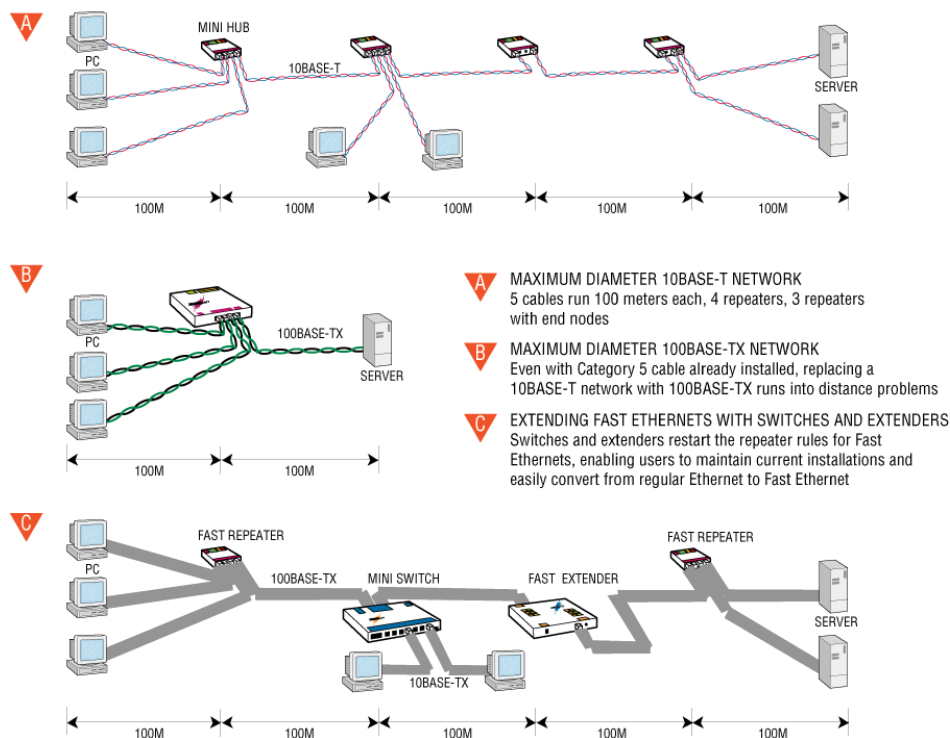 A
MINI HUB
PC
10BASE-T
SERVER
100M 100M 100M 100M 100M
B
PC
100BASE-TX
SERVER
100M 100M
A MAXIMUM DIAMETER 10BASE-T NETWORK
5 cables run 100 meters each, 4 repeaters, 3 repeaters
with end nodes
B MAXIMUM DIAMETER 100BASE-TX NETWORK
Even with Category 5 cable already installed, replacing a
10BASE-T network with 100BASE-TX runs into distance problems
C EXTENDING FAST ETHERNETS WITH SWITCHES AND EXTENDERS
Switches and extenders restart the repeater rules for Fast
Ethernets, enabling users to maintain current installations and
easily convert from regular Ethernet to Fast Ethernet
C
FAST REPEATER
PC
100BASE-TX
MINI SWITCH
FAST EXTENDER
FAST REPEATER
SERVER
10BASE-TX
100M 100M 100M 100M 100M